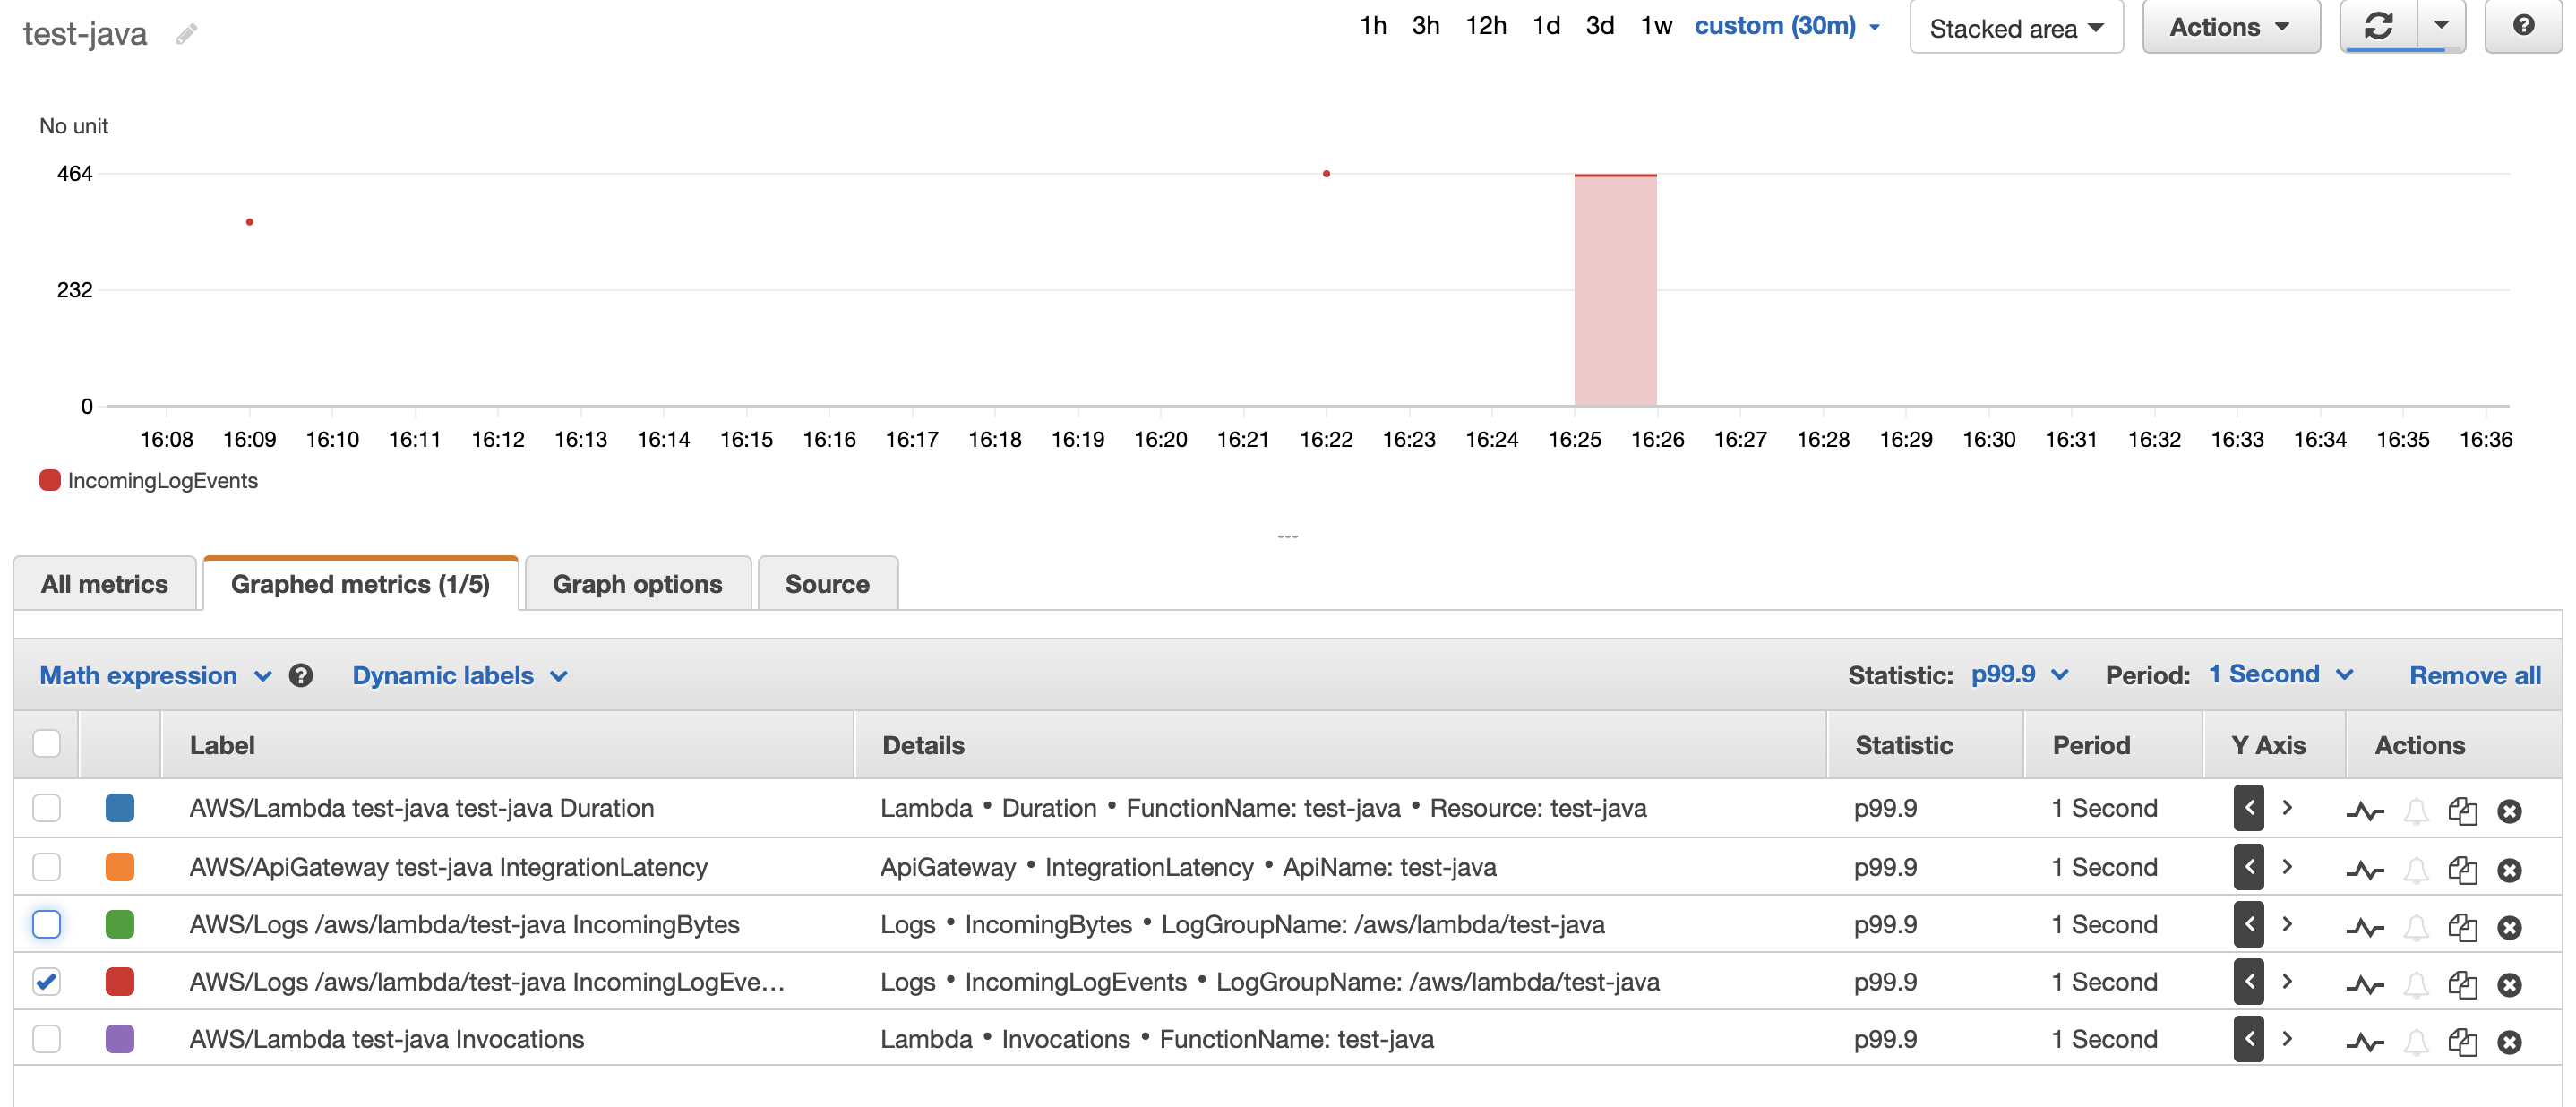 test-java
1h 3h 12h 1d 3d 1w custom (30m) Stacked area Actions
No unit
464
232
0
16:08 16:09 16:10 16:11 16:12 16:13 16:14 16:15 16:16 16:17 16:18 16:19 16:20 16:21 16:22 16:23 16:24 16:25 16:26 16:27 16:28 16:29 16:30 16:31 16:32 16:33 16:34 16:35 16:36
IncomingLogEvents
All metrics Graphed metrics (1/5) Graph options Source
Math expression ? Dynamic labels Statistic: p99.9 Period: 1 Second Remove all
Label Details Statistic Period Y Axis Actions
AWS/Lambda test-java test-java Duration Lambda • Duration • FunctionName: test-java • Resource: test-java p99.9 1 Second
AWS/ApiGateway test-java IntegrationLatency ApiGateway • IntegrationLatency • ApiName: test-java p99.9 1 Second
AWS/Logs /aws/lambda/test-java IncomingBytes Logs • IncomingBytes • LogGroupName: /aws/lambda/test-java p99.9 1 Second
AWS/Logs /aws/lambda/test-java IncomingLogEve... Logs • IncomingLogEvents • LogGroupName: /aws/lambda/test-java p99.9 1 Second
AWS/Lambda test-java Invocations Lambda • Invocations • FunctionName: test-java p99.9 1 Second